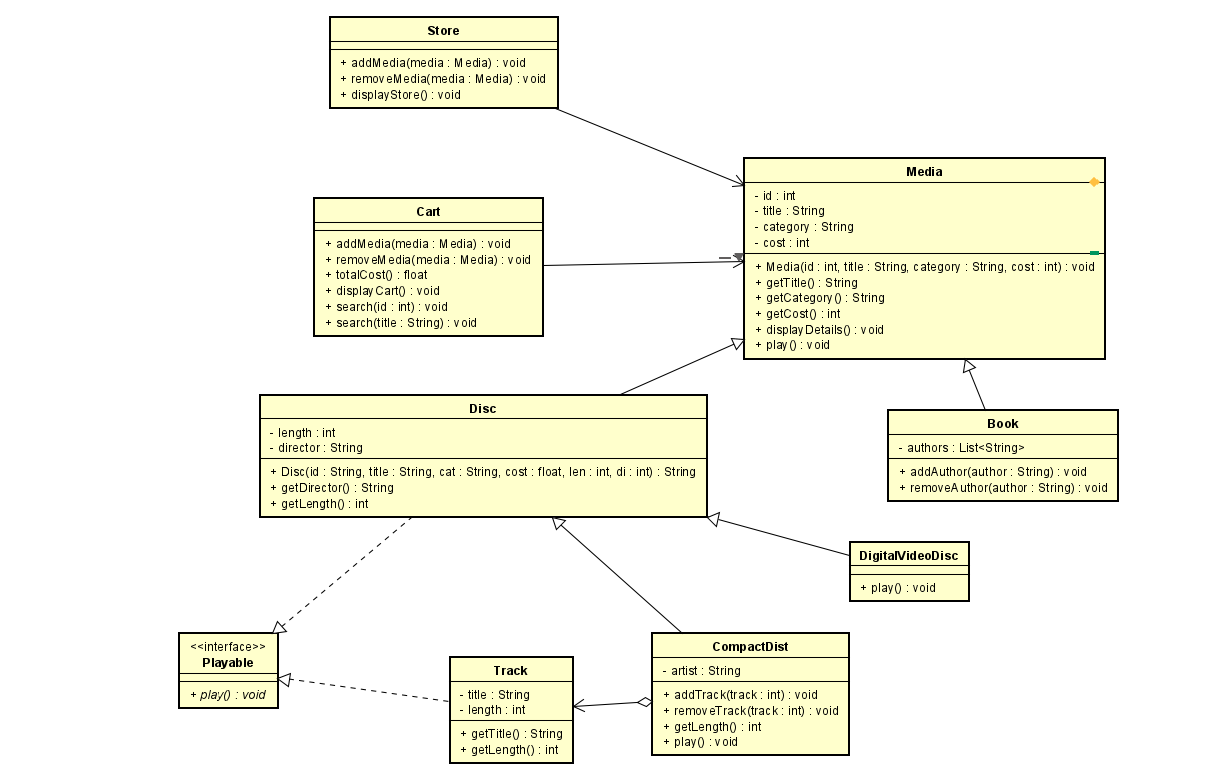 Store
+ addMedia(media : Media) : void
+ removeMedia(media : Media) : void
+ displayStore() : void
Media
- id : int
- title : String
- category : String
- cost : int
+ Media(id : int, title : String, category : String, cost : int) : void
+ getTitle() : String
+ getCategory() : String
+ getCost() : int
+ displayDetails() : void
+ play() : void
Cart
+ addMedia(media : Media) : void
+ removeMedia(media : Media) : void
+ totalCost() : float
+ displayCart() : void
+ search(id : int) : void
+ search(title : String) : void
Disc
- length : int
- director : String
+ Disc(id : String, title : String, cat : String, cost : float, len : int, di : int) : String
+ getDirector() : String
+ getLength() : int
Book
- authors : List<String>
+ addAuthor(author : String) : void
+ removeAuthor(author : String) : void
DigitalVideoDisc
+ play() : void
<<interface>>
Playable
+ play() : void
Track
- title : String
- length : int
+ getTitle() : String
+ getLength() : int
CompactDist
- artist : String
+ addTrack(track : int) : void
+ removeTrack(track : int) : void
+ getLength() : int
+ play() : void